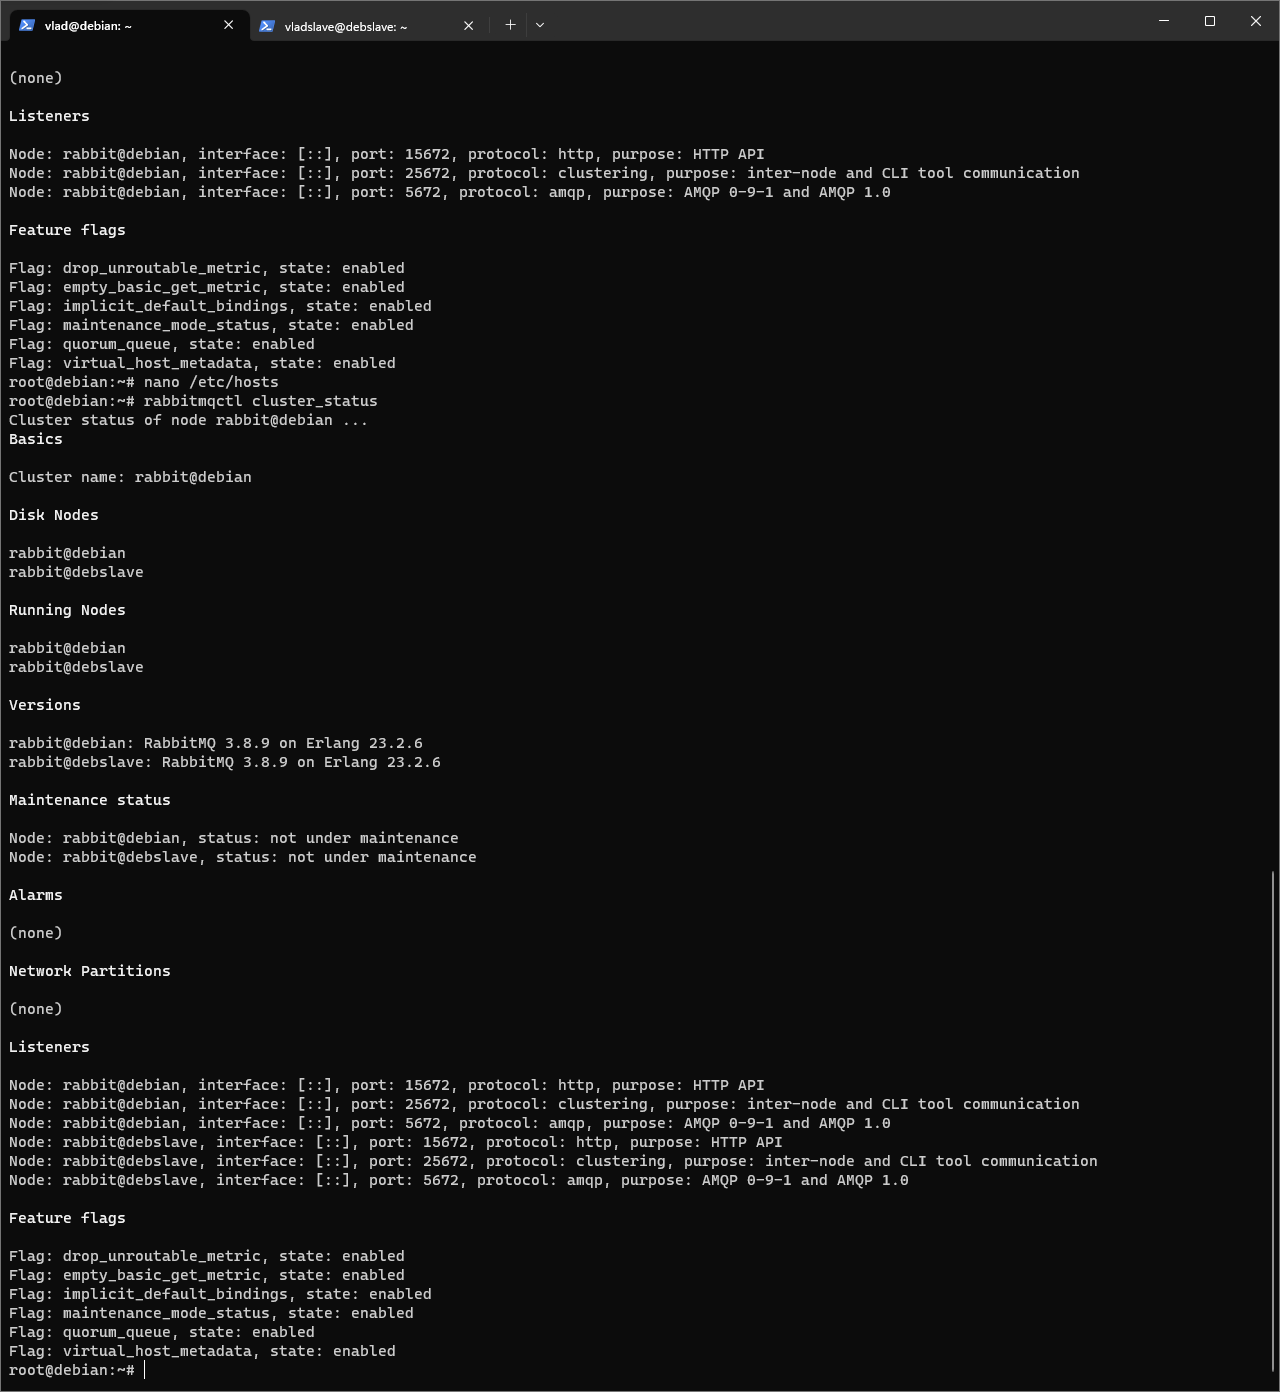 vlad@debian: ~
vladslave@debslave: ~
(none)
Listeners
Node: rabbit@debian, interface: [::], port: 15672, protocol: http, purpose: HTTP API
Node: rabbit@debian, interface: [::], port: 25672, protocol: clustering, purpose: inter-node and CLI tool communication
Node: rabbit@debian, interface: [::], port: 5672, protocol: amqp, purpose: AMQP 0-9-1 and AMQP 1.0
Feature flags
Flag: drop_unroutable_metric, state: enabled
Flag: empty_basic_get_metric, state: enabled
Flag: implicit_default_bindings, state: enabled
Flag: maintenance_mode_status, state: enabled
Flag: quorum_queue, state: enabled
Flag: virtual_host_metadata, state: enabled
root@debian:~# nano /etc/hosts
root@debian:~# rabbitmqctl cluster_status
Cluster status of node rabbit@debian ...
Basics
Cluster name: rabbit@debian
Disk Nodes
rabbit@debian
rabbit@debslave
Running Nodes
rabbit@debian
rabbit@debslave
Versions
rabbit@debian: RabbitMQ 3.8.9 on Erlang 23.2.6
rabbit@debslave: RabbitMQ 3.8.9 on Erlang 23.2.6
Maintenance status
Node: rabbit@debian, status: not under maintenance
Node: rabbit@debslave, status: not under maintenance
Alarms
(none)
Network Partitions
(none)
Listeners
Node: rabbit@debian, interface: [::], port: 15672, protocol: http, purpose: HTTP API
Node: rabbit@debian, interface: [::], port: 25672, protocol: clustering, purpose: inter-node and CLI tool communication
Node: rabbit@debian, interface: [::], port: 5672, protocol: amqp, purpose: AMQP 0-9-1 and AMQP 1.0
Node: rabbit@debslave, interface: [::], port: 15672, protocol: http, purpose: HTTP API
Node: rabbit@debslave, interface: [::], port: 25672, protocol: clustering, purpose: inter-node and CLI tool communication
Node: rabbit@debslave, interface: [::], port: 5672, protocol: amqp, purpose: AMQP 0-9-1 and AMQP 1.0
Feature flags
Flag: drop_unroutable_metric, state: enabled
Flag: empty_basic_get_metric, state: enabled
Flag: implicit_default_bindings, state: enabled
Flag: maintenance_mode_status, state: enabled
Flag: quorum_queue, state: enabled
Flag: virtual_host_metadata, state: enabled
root@debian:~#